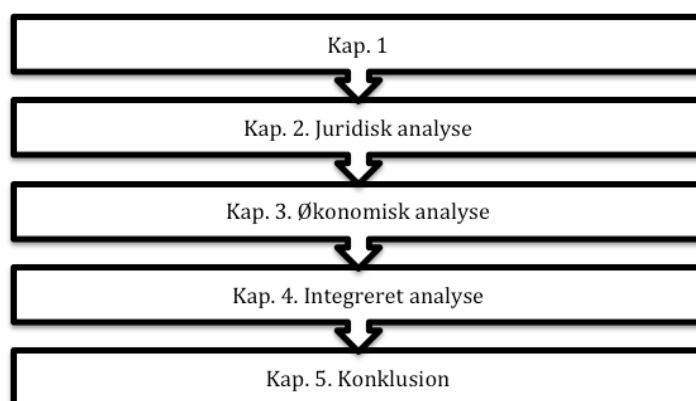 Kap. 1
Kap. 2. Juridisk analyse
Kap. 3. Økonomisk analyse
Kap. 4. Integreret analyse
Kap. 5. Konklusion